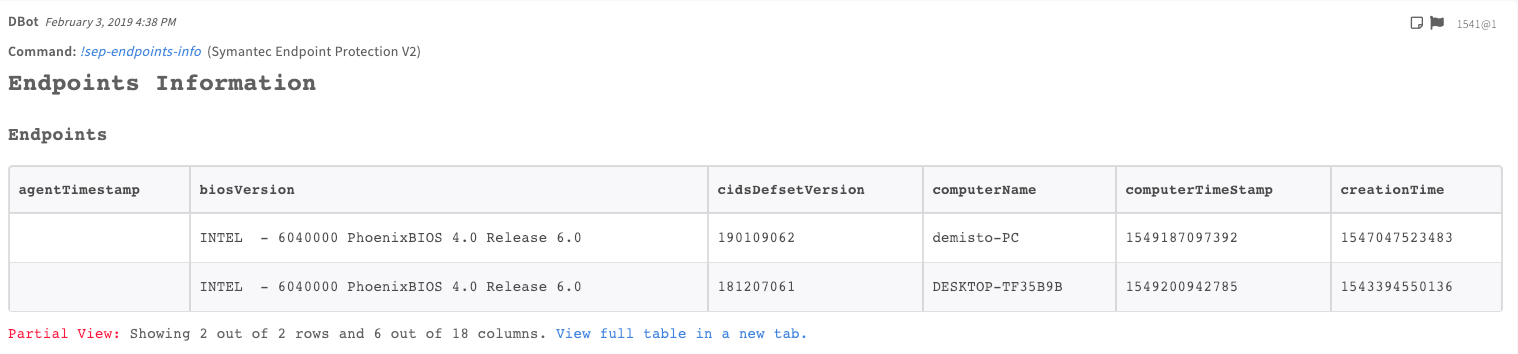 DBot February 3, 2019 4:38 PM 1541@1
Command: !sep-endpoints-info (Symantec Endpoint Protection V2)
Endpoints Information
Endpoints
agentTimestamp biosVersion cidsDefsetVersion computerName computerTimeStamp creationTime
INTEL  - 6040000 PhoenixBIOS 4.0 Release 6.0 190109062 demisto-PC 1549187097392 1547047523483
INTEL  - 6040000 PhoenixBIOS 4.0 Release 6.0 181207061 DESKTOP-TF35B9B 1549200942785 1543394550136
Partial View: Showing 2 out of 2 rows and 6 out of 18 columns. View full table in a new tab.